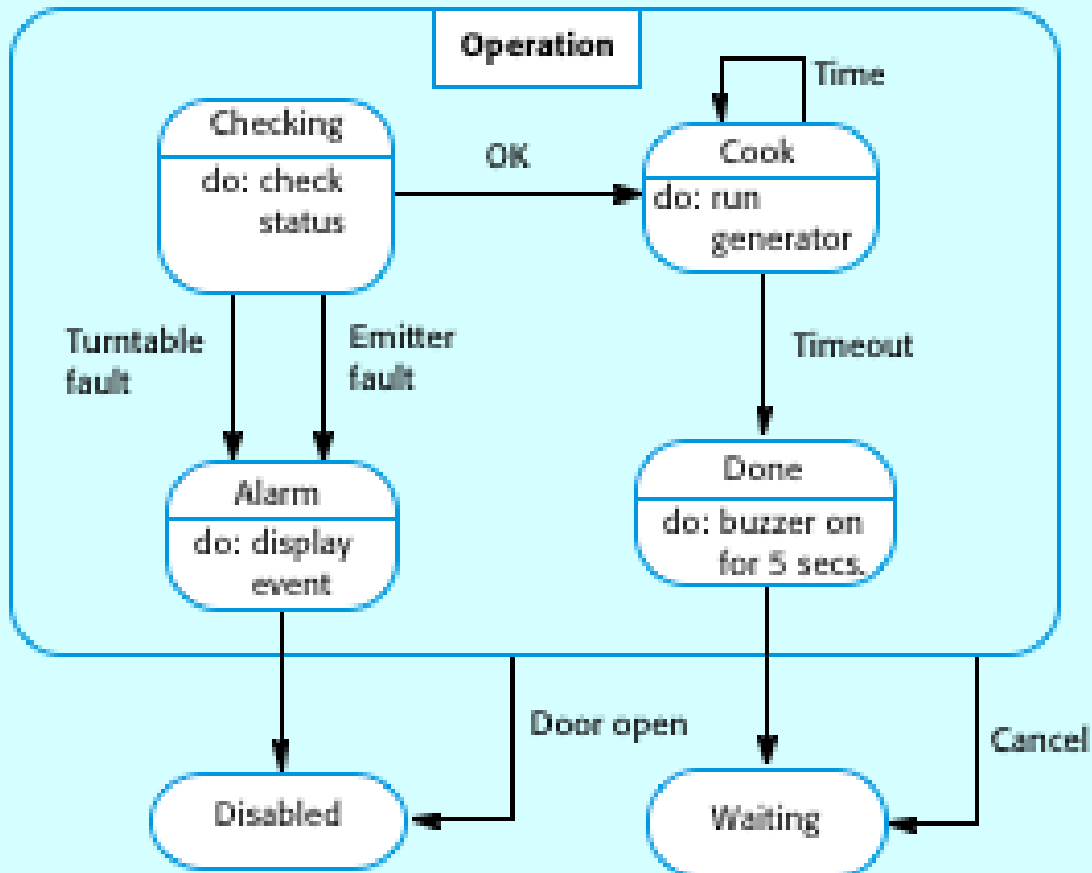 Operation
Time
Checking
do: check
status
OK
Cook
do: run
generator
Turntable
fault
Emitter
fault
Timeout
Alarm
do: display
event
Done
do: buzzer on
for 5 secs.
Door open
Cancel
Disabled
Waiting